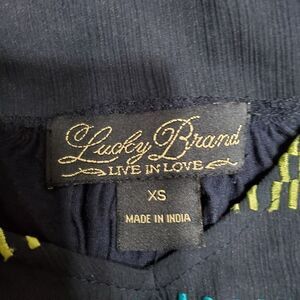 Lucky Brand
LIVE IN LOVE
XS
MADE IN INDIA